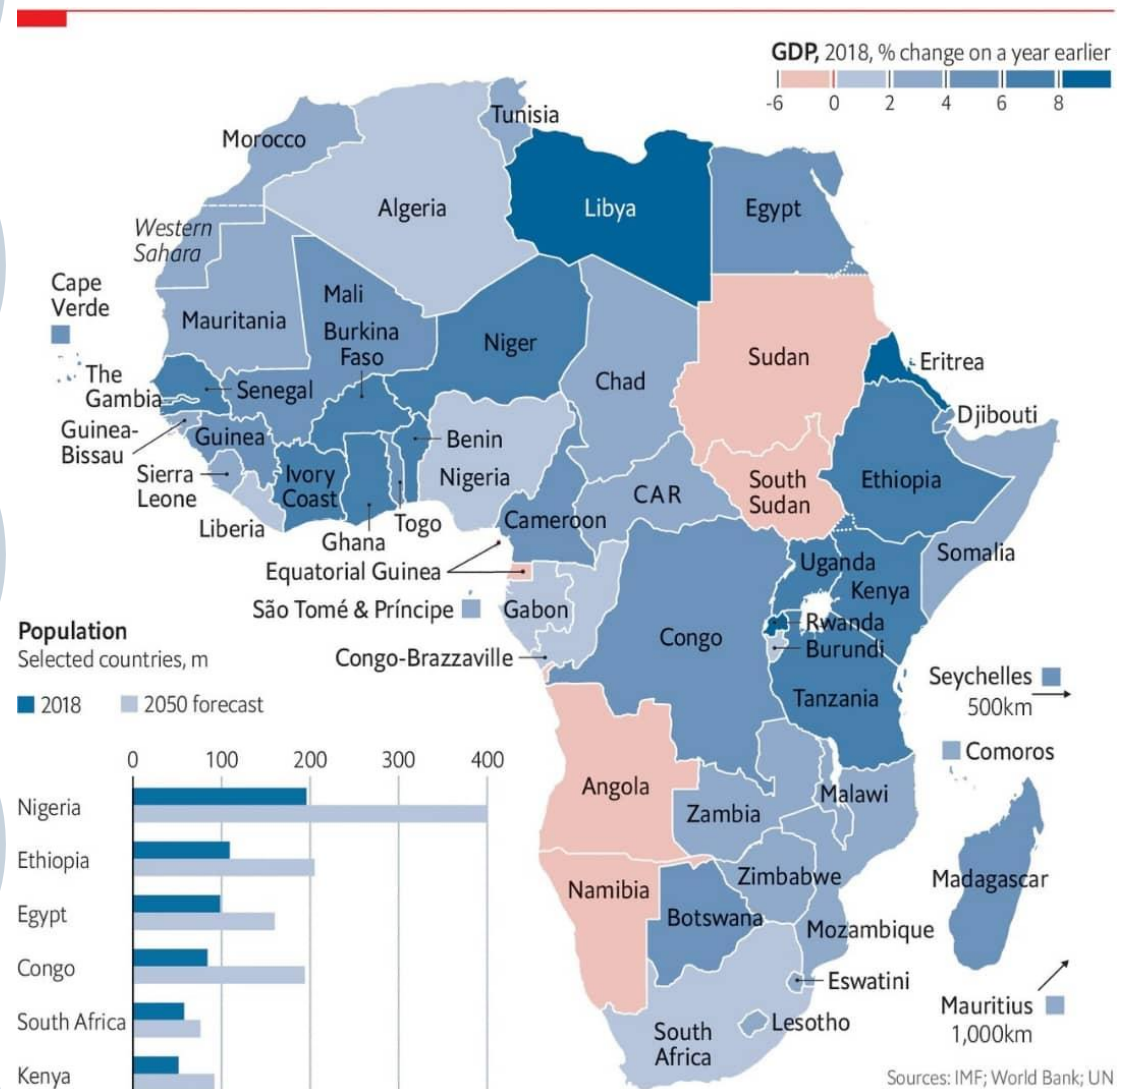 GDP, 2018, % change on a year earlier
-6 0 2 4 6 8
Tunisia
Morocco
Algeria
Libya
Egypt
Western
Sahara
Cape
Verde
Mauritania
Mali
Burkina
Faso
Niger
Chad
Sudan
Eritrea
The
Gambia
Senegal
Djibouti
Guinea-
Bissau
Guinea
Benin
Nigeria
Sierra
Leone
Ivory
Coast
CAR
South
Sudan
Ethiopia
Liberia
Ghana
Togo
Cameroon
Somalia
Equatorial Guinea
Uganda
Kenya
São Tomé & Príncipe
Gabon
Congo
Rwanda
Burundi
Congo-Brazzaville
Tanzania
Seychelles
500km
Comoros
Angola
Zambia
Malawi
Madagascar
Namibia
Zimbabwe
Botswana
Mozambique
Eswatini
Mauritius
1,000km
Lesotho
South
Africa
Population
Selected countries, m
2018 2050 forecast
0 100 200 300 400
Nigeria
Ethiopia
Egypt
Congo
South Africa
Kenya
Sources: IMF; World Bank; UN